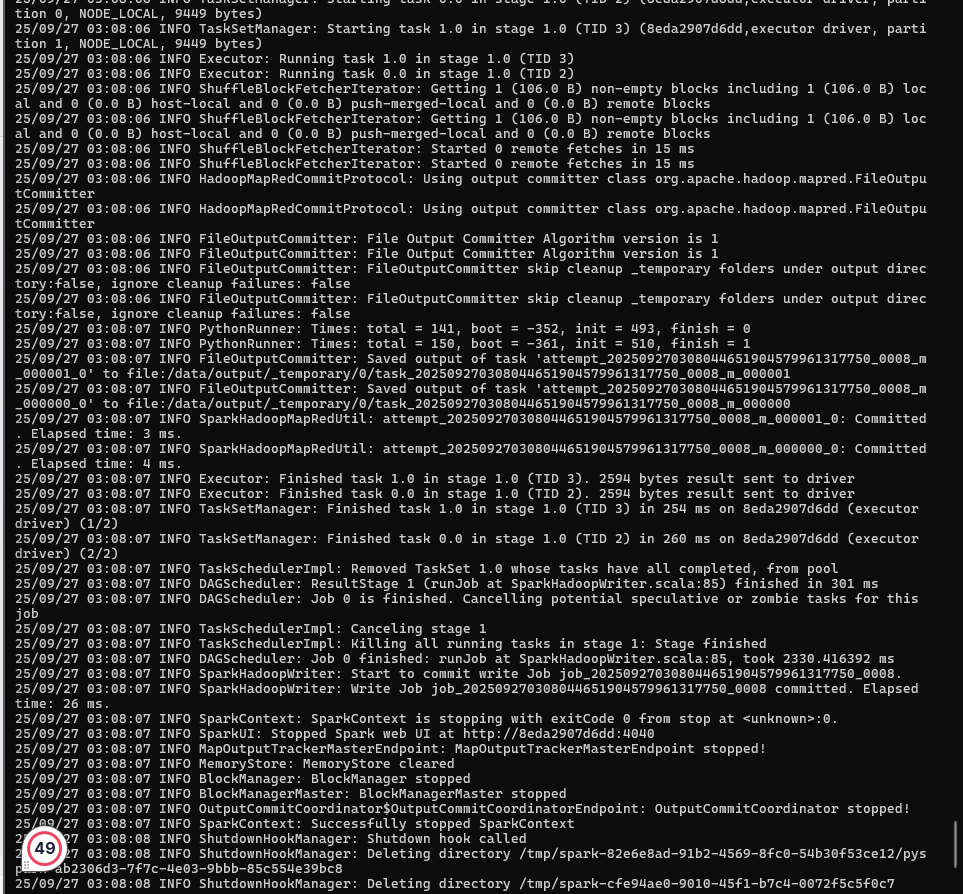 25/09/27 03:08:06 INFO TaskSetManager: Starting task 0.0 in stage 1.0 (TID 2) (8eda2907d6dd,executor driver, parti
tion 0, NODE_LOCAL, 9449 bytes)
25/09/27 03:08:06 INFO TaskSetManager: Starting task 1.0 in stage 1.0 (TID 3) (8eda2907d6dd,executor driver, parti
tion 1, NODE_LOCAL, 9449 bytes)
25/09/27 03:08:06 INFO Executor: Running task 1.0 in stage 1.0 (TID 3)
25/09/27 03:08:06 INFO Executor: Running task 0.0 in stage 1.0 (TID 2)
25/09/27 03:08:06 INFO ShuffleBlockFetcherIterator: Getting 1 (106.0 B) non-empty blocks including 1 (106.0 B) loc
al and 0 (0.0 B) host-local and 0 (0.0 B) push-merged-local and 0 (0.0 B) remote blocks
25/09/27 03:08:06 INFO ShuffleBlockFetcherIterator: Getting 1 (106.0 B) non-empty blocks including 1 (106.0 B) loc
al and 0 (0.0 B) host-local and 0 (0.0 B) push-merged-local and 0 (0.0 B) remote blocks
25/09/27 03:08:06 INFO ShuffleBlockFetcherIterator: Started 0 remote fetches in 15 ms
25/09/27 03:08:06 INFO ShuffleBlockFetcherIterator: Started 0 remote fetches in 15 ms
25/09/27 03:08:06 INFO HadoopMapRedCommitProtocol: Using output committer class org.apache.hadoop.mapred.FileOutpu
tCommitter
25/09/27 03:08:06 INFO HadoopMapRedCommitProtocol: Using output committer class org.apache.hadoop.mapred.FileOutpu
tCommitter
25/09/27 03:08:06 INFO FileOutputCommitter: File Output Committer Algorithm version is 1
25/09/27 03:08:06 INFO FileOutputCommitter: File Output Committer Algorithm version is 1
25/09/27 03:08:06 INFO FileOutputCommitter: FileOutputCommitter skip cleanup _temporary folders under output direc
tory:false, ignore cleanup failures: false
25/09/27 03:08:06 INFO FileOutputCommitter: FileOutputCommitter skip cleanup _temporary folders under output direc
tory:false, ignore cleanup failures: false
25/09/27 03:08:07 INFO PythonRunner: Times: total = 141, boot = -352, init = 493, finish = 0
25/09/27 03:08:07 INFO PythonRunner: Times: total = 150, boot = -361, init = 510, finish = 1
25/09/27 03:08:07 INFO FileOutputCommitter: Saved output of task 'attempt_202509270308044651904579961317750_0008_m
_000001_0' to file:/data/output/_temporary/0/task_202509270308044651904579961317750_0008_m_000001
25/09/27 03:08:07 INFO FileOutputCommitter: Saved output of task 'attempt_202509270308044651904579961317750_0008_m
_000000_0' to file:/data/output/_temporary/0/task_202509270308044651904579961317750_0008_m_000000
25/09/27 03:08:07 INFO SparkHadoopMapRedUtil: attempt_202509270308044651904579961317750_0008_m_000001_0: Committed
. Elapsed time: 3 ms.
25/09/27 03:08:07 INFO SparkHadoopMapRedUtil: attempt_202509270308044651904579961317750_0008_m_000000_0: Committed
. Elapsed time: 4 ms.
25/09/27 03:08:07 INFO Executor: Finished task 1.0 in stage 1.0 (TID 3). 2594 bytes result sent to driver
25/09/27 03:08:07 INFO Executor: Finished task 0.0 in stage 1.0 (TID 2). 2594 bytes result sent to driver
25/09/27 03:08:07 INFO TaskSetManager: Finished task 1.0 in stage 1.0 (TID 3) in 254 ms on 8eda2907d6dd (executor
driver) (1/2)
25/09/27 03:08:07 INFO TaskSetManager: Finished task 0.0 in stage 1.0 (TID 2) in 260 ms on 8eda2907d6dd (executor
driver) (2/2)
25/09/27 03:08:07 INFO TaskSchedulerImpl: Removed TaskSet 1.0 whose tasks have all completed, from pool
25/09/27 03:08:07 INFO DAGScheduler: ResultStage 1 (runJob at SparkHadoopWriter.scala:85) finished in 301 ms
25/09/27 03:08:07 INFO DAGScheduler: Job 0 is finished. Cancelling potential speculative or zombie tasks for this
job
25/09/27 03:08:07 INFO TaskSchedulerImpl: Canceling stage 1
25/09/27 03:08:07 INFO TaskSchedulerImpl: Killing all running tasks in stage 1: Stage finished
25/09/27 03:08:07 INFO DAGScheduler: Job 0 finished: runJob at SparkHadoopWriter.scala:85, took 2330.416392 ms
25/09/27 03:08:07 INFO SparkHadoopWriter: Start to commit write Job job_202509270308044651904579961317750_0008.
25/09/27 03:08:07 INFO SparkHadoopWriter: Write Job job_202509270308044651904579961317750_0008 committed. Elapsed
time: 26 ms.
25/09/27 03:08:07 INFO SparkContext: SparkContext is stopping with exitCode 0 from stop at <unknown>:0.
25/09/27 03:08:07 INFO SparkUI: Stopped Spark web UI at http://8eda2907d6dd:4040
25/09/27 03:08:07 INFO MapOutputTrackerMasterEndpoint: MapOutputTrackerMasterEndpoint stopped!
25/09/27 03:08:07 INFO MemoryStore: MemoryStore cleared
25/09/27 03:08:07 INFO BlockManager: BlockManager stopped
25/09/27 03:08:07 INFO BlockManagerMaster: BlockManagerMaster stopped
25/09/27 03:08:07 INFO OutputCommitCoordinator$OutputCommitCoordinatorEndpoint: OutputCommitCoordinator stopped!
25/09/27 03:08:07 INFO SparkContext: Successfully stopped SparkContext
08:08 INFO ShutdownHookManager: Shutdown hook called
49
08:08 INFO ShutdownHookManager: Deleting directory /tmp/spark-82e6e8ad-91b2-4569-8fc0-54b30f53ce12/pys
ab2306d3-7f7c-4e03-9bbb-85c554e39bc8
25/09/27 03:08:08 INFO ShutdownHookManager: Deleting directory /tmp/spark-cfe94ae0-9010-45f1-b7c4-0072f5c5f0c7